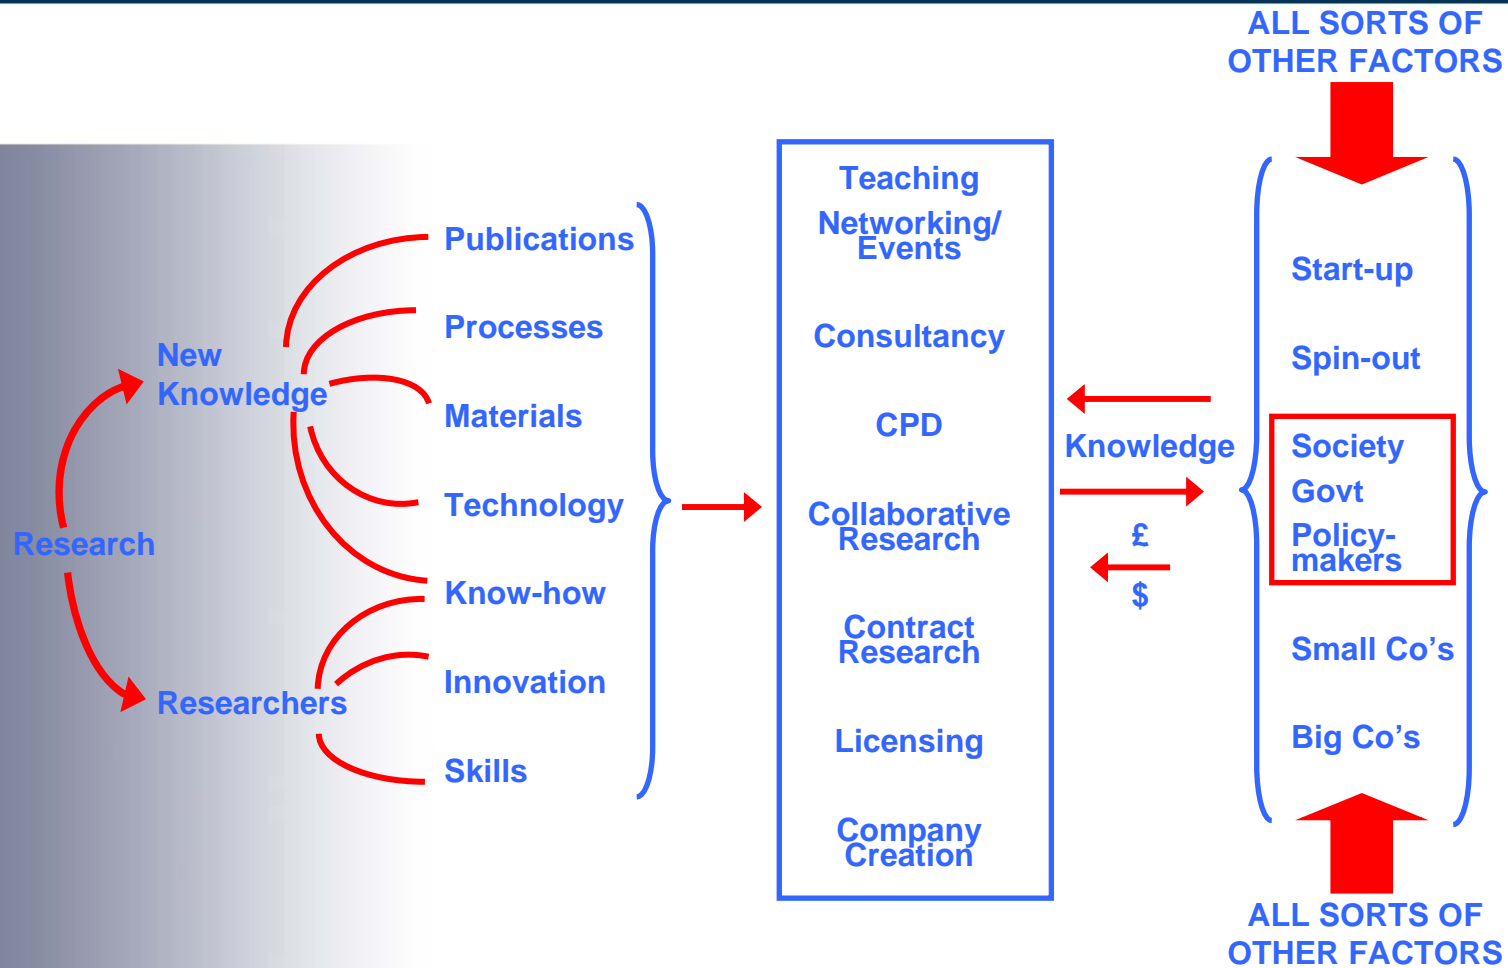 ALL SORTS OF
OTHER FACTORS
Research
New
Knowledge
Researchers
Publications
Processes
Materials
Technology
Know-how
Innovation
Skills
Teaching
Networking/
Events
Consultancy
CPD
Collaborative
Research
Contract
Research
Licensing
Company
Creation
Knowledge
£
$
Start-up
Spin-out
Society
Govt
Policy-
makers
Small Co’s
Big Co’s
ALL SORTS OF
OTHER FACTORS